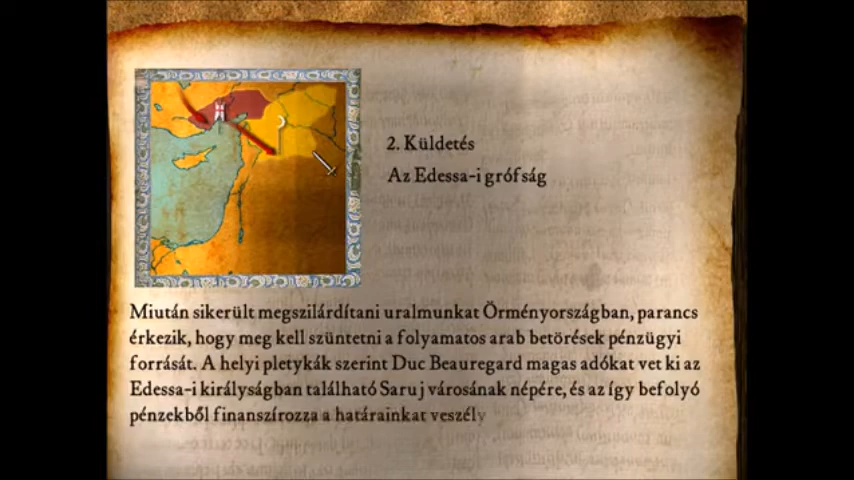 2. Küldetés
Az Edessa-i grófság
Miután sikerült megszilárdítani uralmunkat Örményországban, parancs
érkezik, hogy meg kell szüntetni a folyamatos arab betörések pénzügyi
forrását. A helyi pletykák szerint Duc Beauregard magas adókat vet ki az
Edessa-i királyságban található Saruj városának népére, és az így befolyó
pénzekből finanszírozza a határainkat veszély